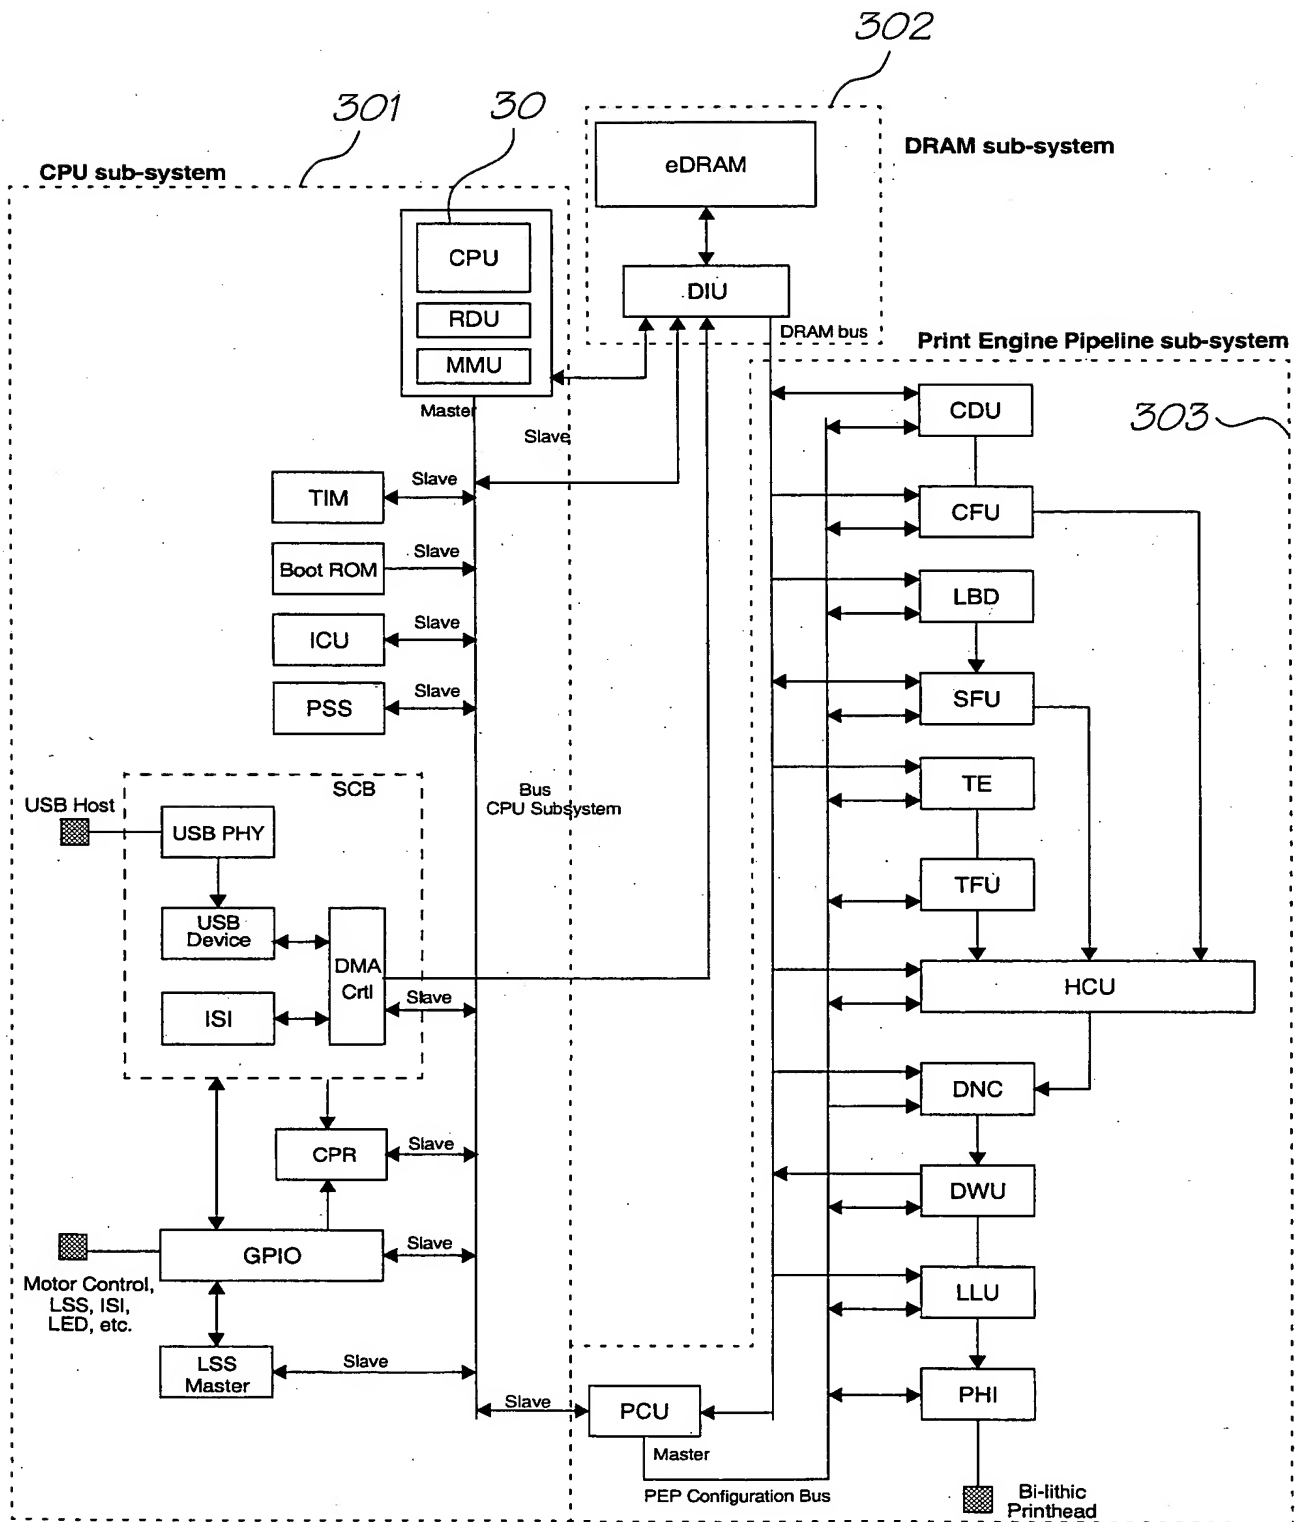 302
301
30
CPU sub-system
DRAM sub-system
eDRAM
CPU
RDU
MMU
DIU
DRAM bus
Print Engine Pipeline sub-system
Master
Slave
303
CDU
TIM
Slave
CFU
Boot ROM
Slave
LBD
ICU
Slave
PSS
Slave
SFU
SCB
Bus
CPU Subsystem
TE
USB Host
USB PHY
TFU
USB
Device
DMA
Crtl
HCU
ISI
Slave
DNC
CPR
Slave
DWU
GPIO
Slave
Motor Control,
LSS, ISI,
LED, etc.
LLU
LSS
Master
Slave
Slave
PCU
PHI
Master
PEP Configuration Bus
Bi-lithic
Printhead